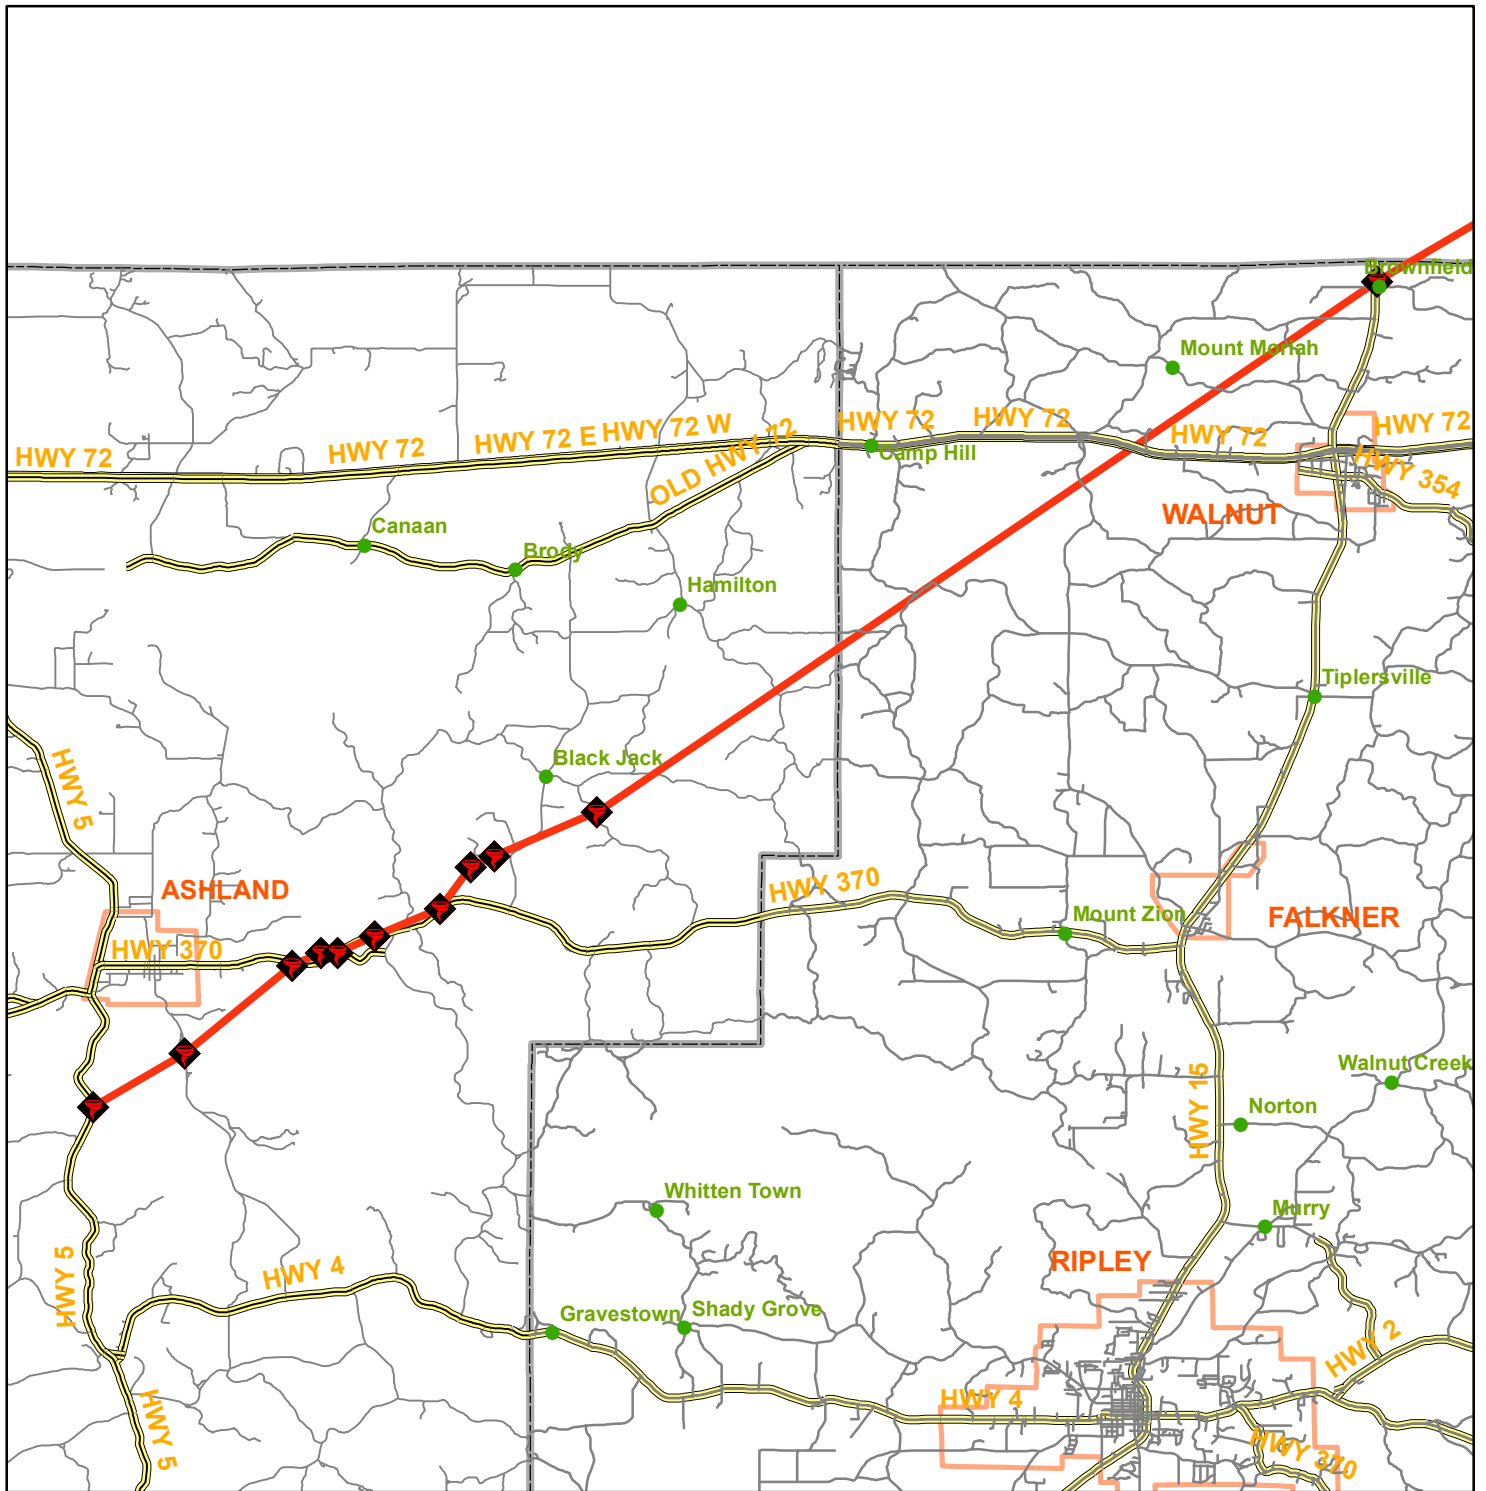 Brownfield
Mount Moriah
HWY 72
HWY 72
HWY 72 E
HWY 72 W
OLD HWY 72
HWY 72
HWY 72
HWY 72
HWY 72
Camp Hill
HWY 354
WALNUT
Canaan
Brody
Hamilton
Tiplersville
HWY 5
Black Jack
ASHLAND
HWY 370
HWY 370
Mount Zion
FALKNER
Walnut Creek
HWY 15
Norton
Whitten Town
Murry
HWY 5
HWY 4
RIPLEY
Gravestown
Shady Grove
HWY 2
HWY 5
HWY 4
HWY 370